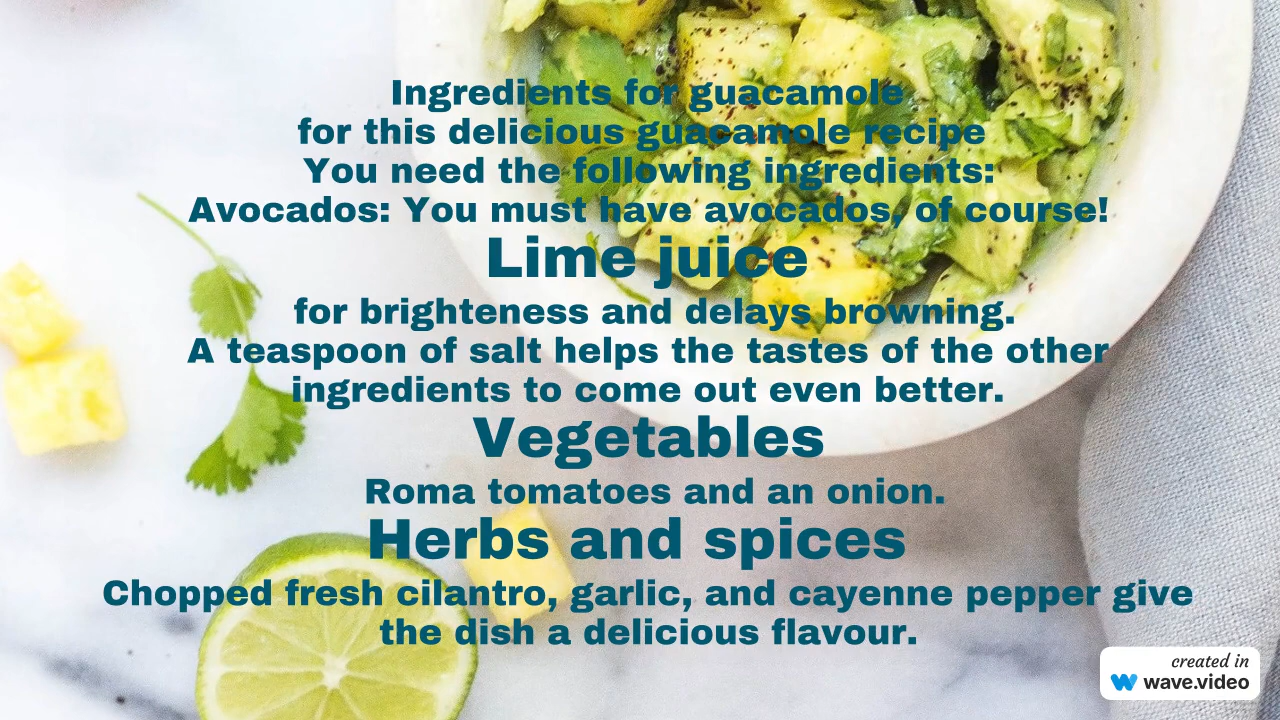 Ingredients for guacamole
for this delicious guacamole recipe
You need the following ingredients:
Avocados: You must have avocados, of course!
Lime juice
for brighteness and delays browning.
A teaspoon of salt helps the tastes of the other
ingredients to come out even better.
Vegetables
Roma tomatoes and an onion.
Herbs and spices
Chopped fresh cilantro, garlic, and cayenne pepper give
the dish a delicious flavour.
created in
wave.video